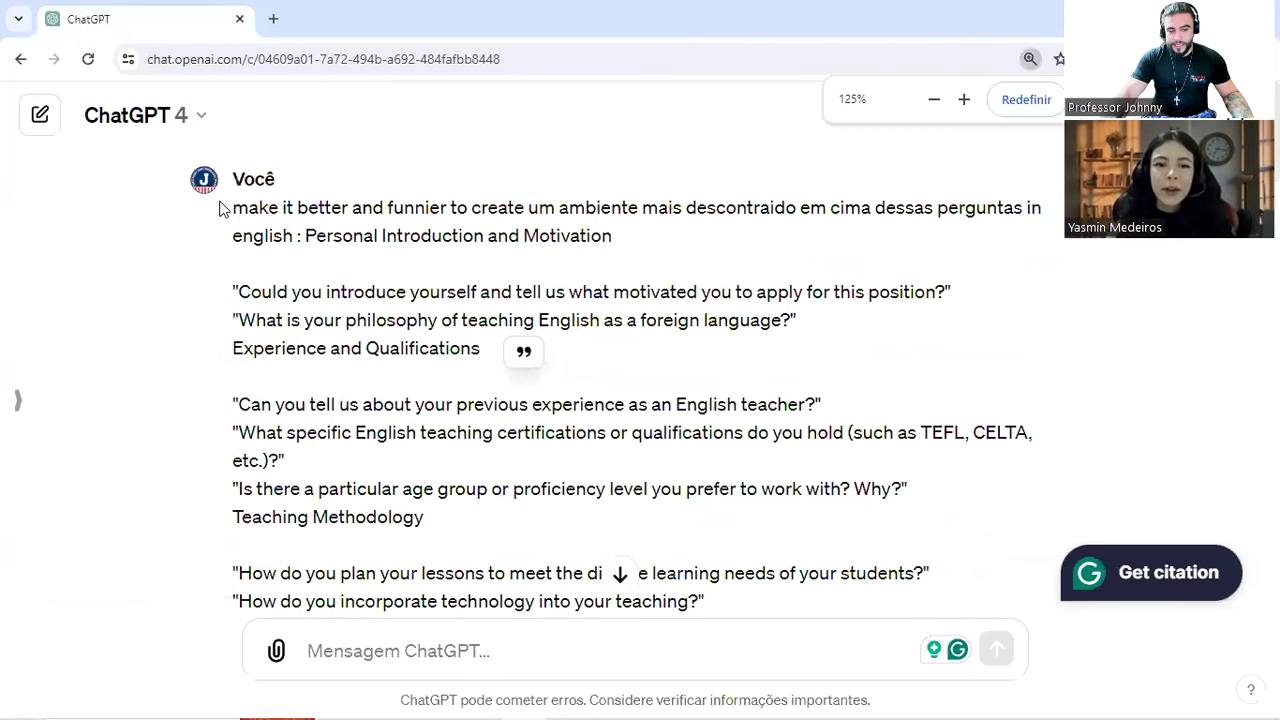 ChatGPT
chat.openai.com/c/04609a01-7a72-494b-a692-484fafbb8448
125%
Redefinir
Professor Johnny
Yasmin Medeiros
ChatGPT 4
J
Você
make it better and funnier to create um ambiente mais descontraido em cima dessas perguntas in
english : Personal Introduction and Motivation
"Could you introduce yourself and tell us what motivated you to apply for this position?"
"What is your philosophy of teaching English as a foreign language?"
Experience and Qualifications
"Can you tell us about your previous experience as an English teacher?"
"What specific English teaching certifications or qualifications do you hold (such as TEFL, CELTA,
etc.)?"
"Is there a particular age group or proficiency level you prefer to work with? Why?"
Teaching Methodology
"How do you plan your lessons to meet the di e learning needs of your students?"
"How do you incorporate technology into your teaching?"
Get citation
Mensagem ChatGPT...
ChatGPT pode cometer erros. Considere verificar informações importantes.
?